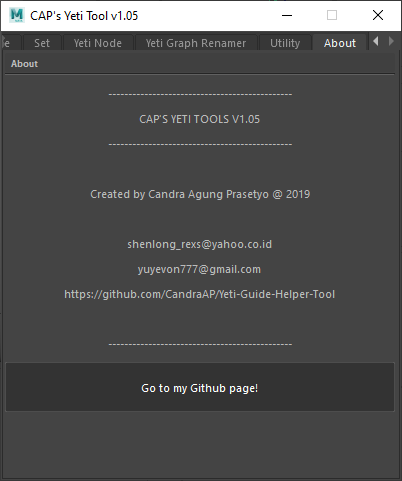 CAP's Yeti Tool v1.05
Set Yeti Node Yeti Graph Renamer Utility About
About
----------------------------------------------
CAP'S YETI TOOLS V1.05
----------------------------------------------
Created by Candra Agung Prasetyo @ 2019
shenlong_rexs@yahoo.co.id
yuyevon777@gmail.com
https://github.com/CandraAP/Yeti-Guide-Helper-Tool
----------------------------------------------
Go to my Github page!